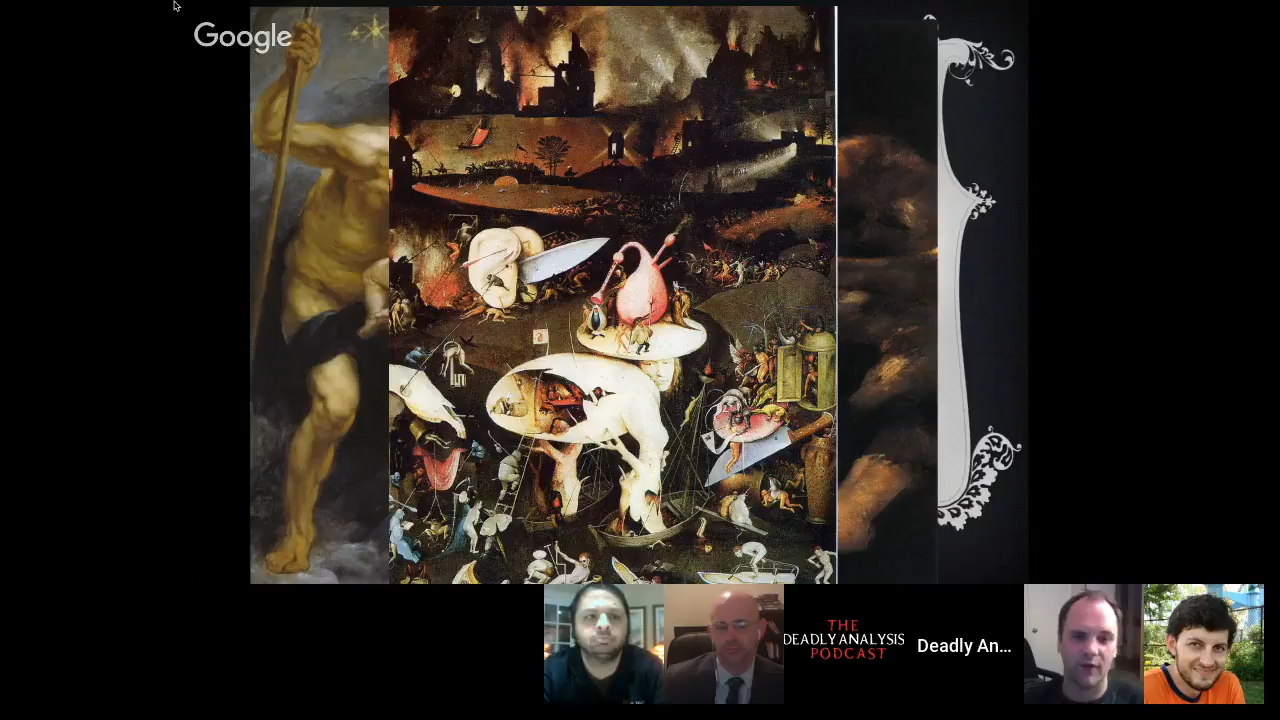 Google
THE
DEADLY ANALYSIS
PODCAST
Deadly An...